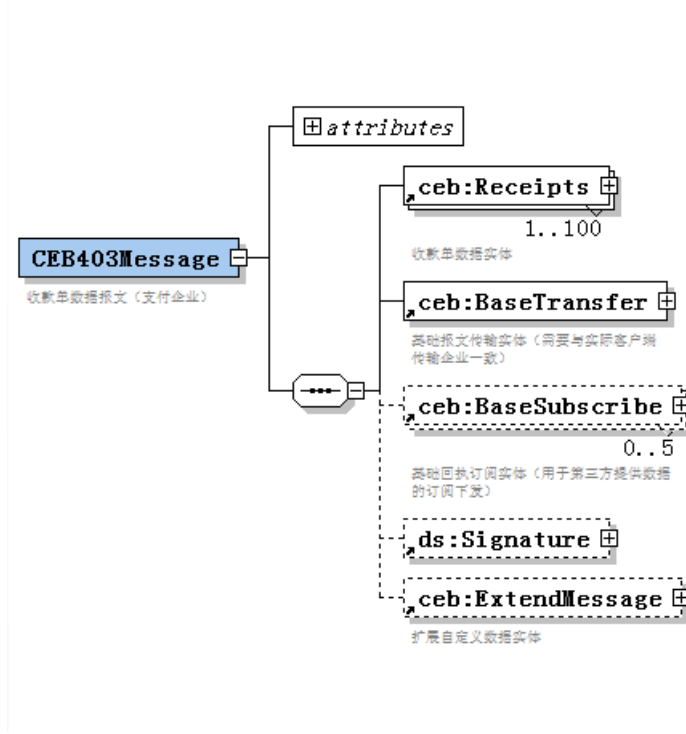 attributes
ceb:Receipts
1..100
收款单数据实体
CEB403Message
收款单数据报文（支付企业）
ceb:BaseTransfer
基础报文传输实体（需要与实际客户端
传输企业一致）
ceb:BaseSubscribe
0..5
基础回执订阅实体（用于第三方提供数据
的订阅下发）
ds:Signature
ceb:ExtendMessage
扩展自定义数据实体